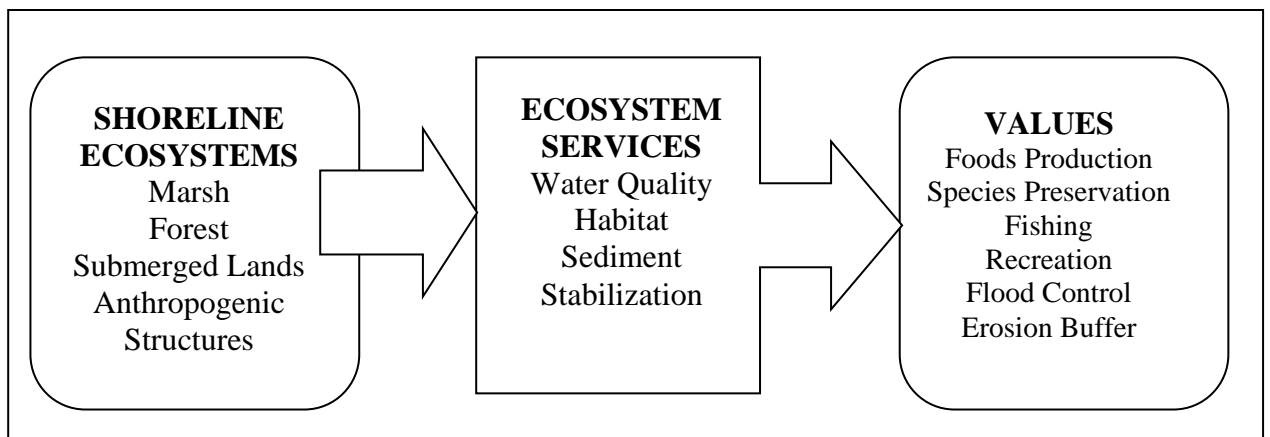 SHORELINE
ECOSYSTEMS
Marsh
Forest
Submerged Lands
Anthropogenic
Structures
ECOSYSTEM
SERVICES
Water Quality
Habitat
Sediment
Stabilization
VALUES
Foods Production
Species Preservation
Fishing
Recreation
Flood Control
Erosion Buffer